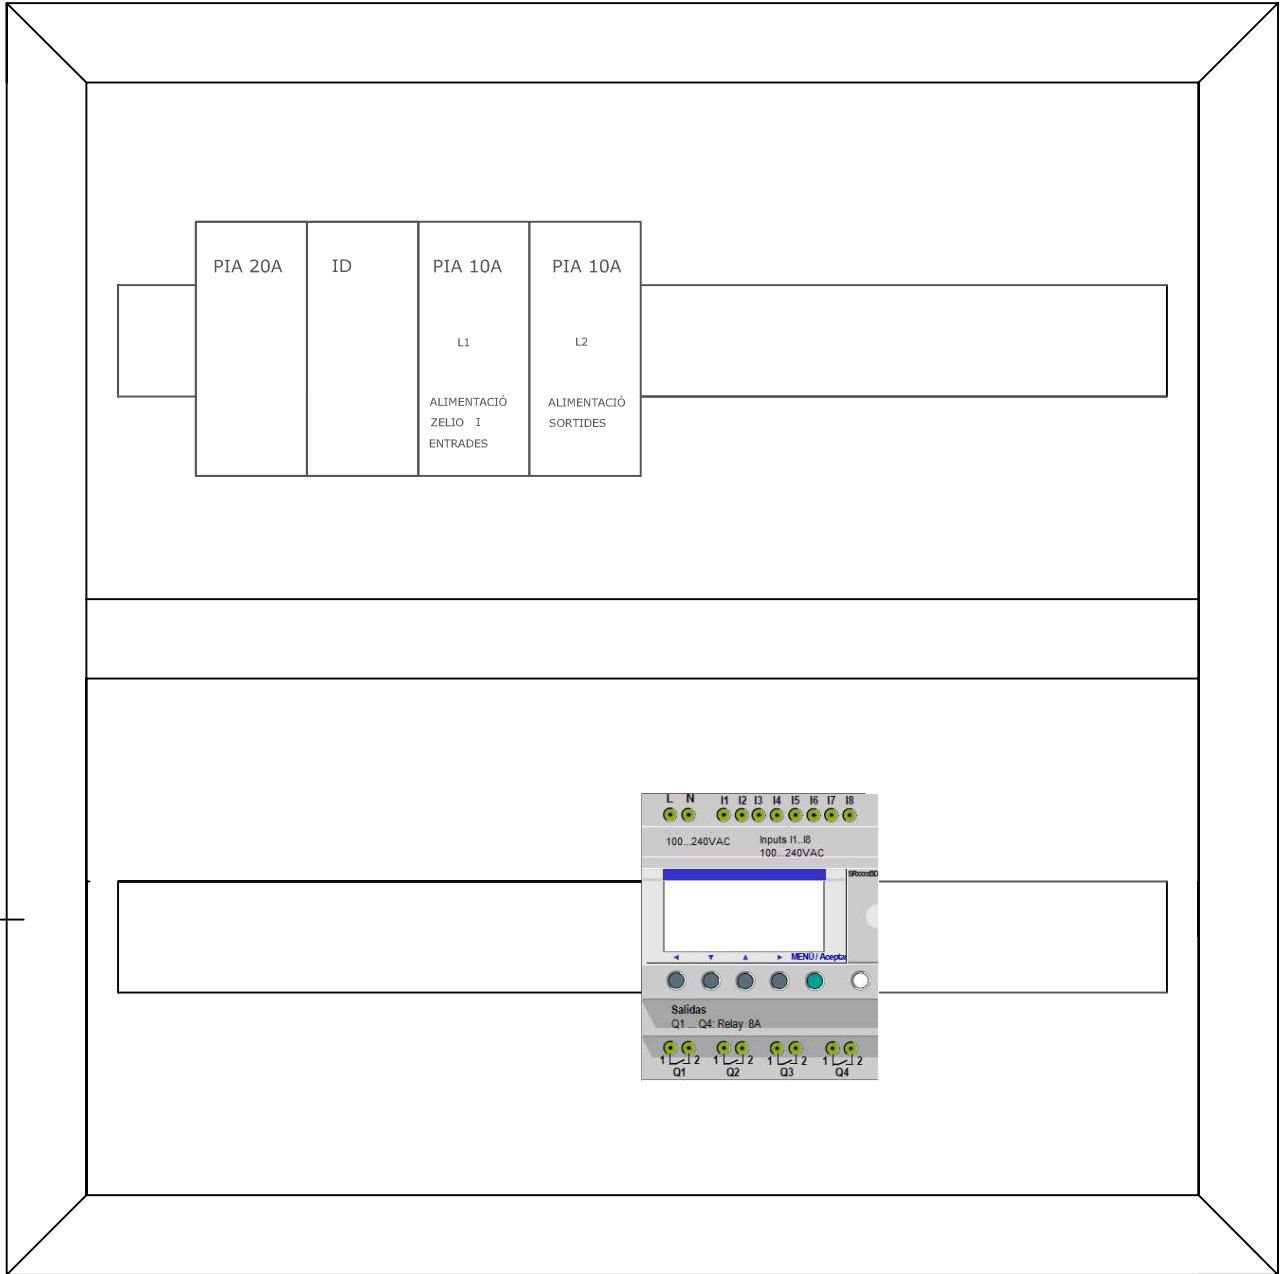 PIA 20A
ID
PIA 10A
PIA 10A
L1
L2
ALIMENTACIÓ
ZELIO I
ENTRADES
ALIMENTACIÓ
SORTIDES
L N I1 I2 I3 I4 I5 I6 I7 I8
100...240VAC
Inputs I1..I8
100...240VAC
SRxxxxBD
MENÚ / Aceptar
Salidas
Q1 ... Q4: Relay 8A
1 2 1 2 1 2 1 2
Q1 Q2 Q3 Q4